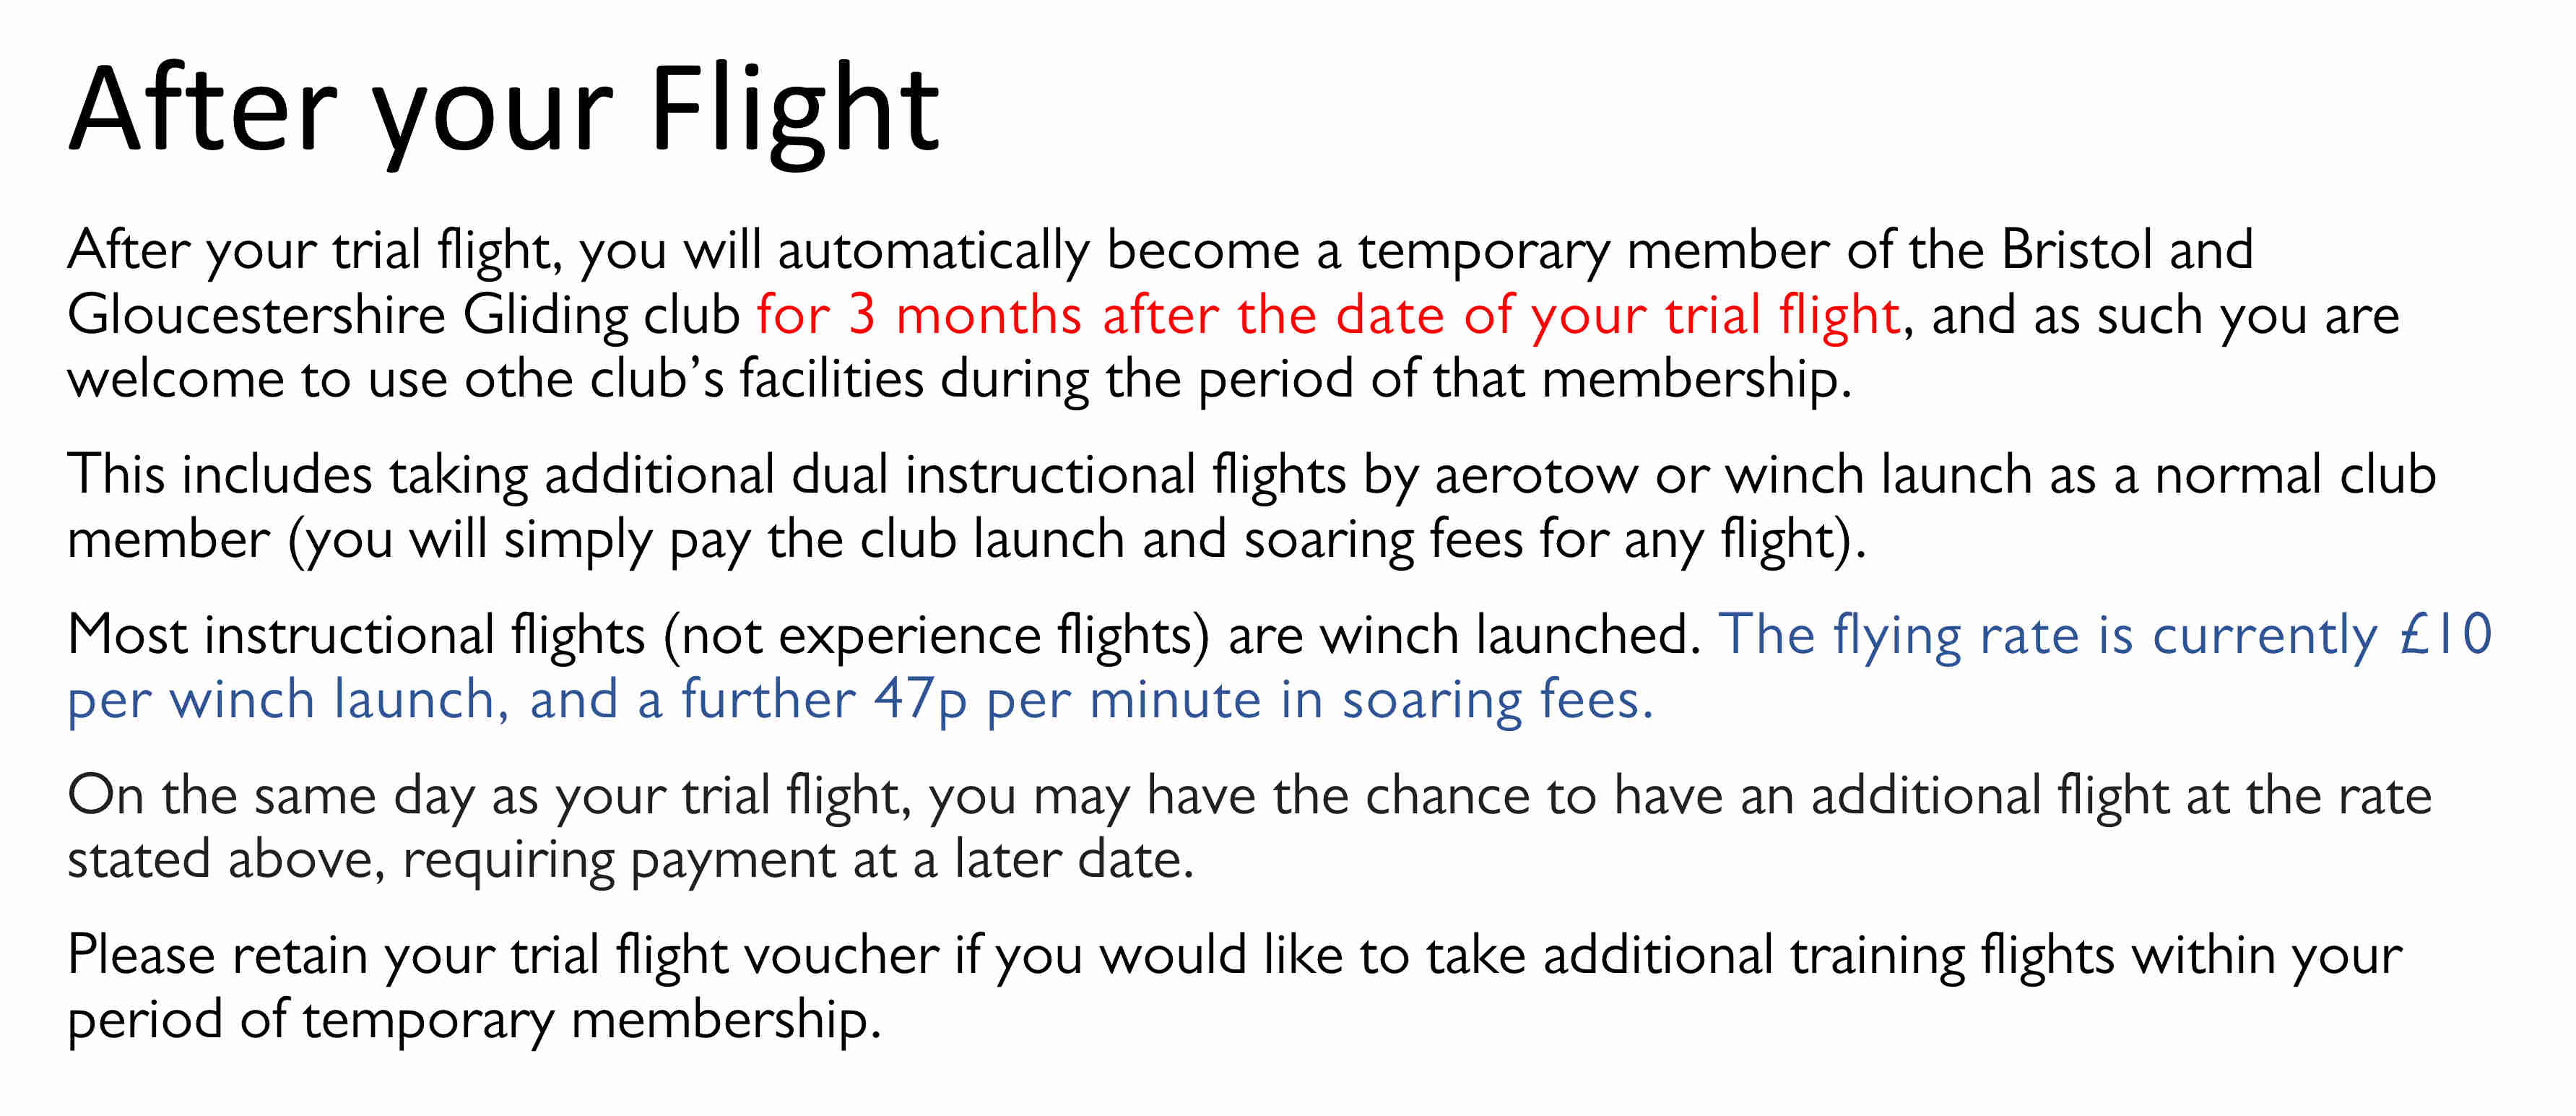 After your Flight
After your trial flight, you will automatically become a temporary member of the Bristol and
Gloucestershire Gliding club for 3 months after the date of your trial flight, and as such you are
welcome to use othe club’s facilities during the period of that membership.
This includes taking additional dual instructional flights by aerotow or winch launch as a normal club
member (you will simply pay the club launch and soaring fees for any flight).
Most instructional flights (not experience flights) are winch launched. The flying rate is currently £10
per winch launch, and a further 47p per minute in soaring fees.
On the same day as your trial flight, you may have the chance to have an additional flight at the rate
stated above, requiring payment at a later date.
Please retain your trial flight voucher if you would like to take additional training flights within your
period of temporary membership.